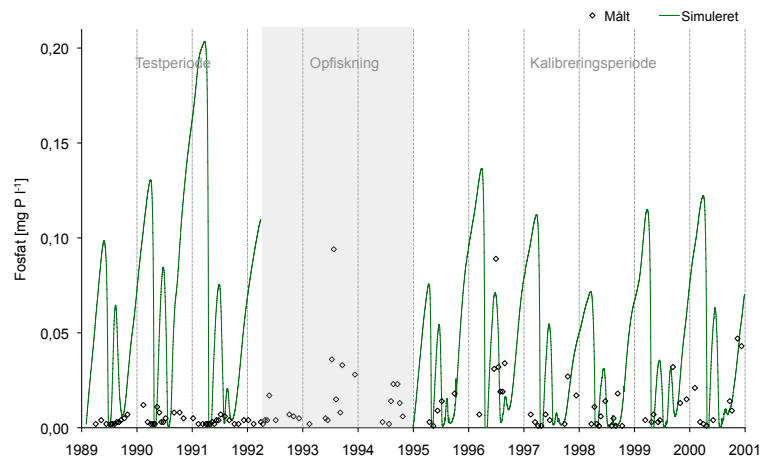 Målt Simuleret
0,20
Testperiode Opfiskning Kalibreringsperiode
0,15
0,10
0,05
0,00
Fosfat [mg P l-1]
1989 1990 1991 1992 1993 1994 1995 1996 1997 1998 1999 2000 2001